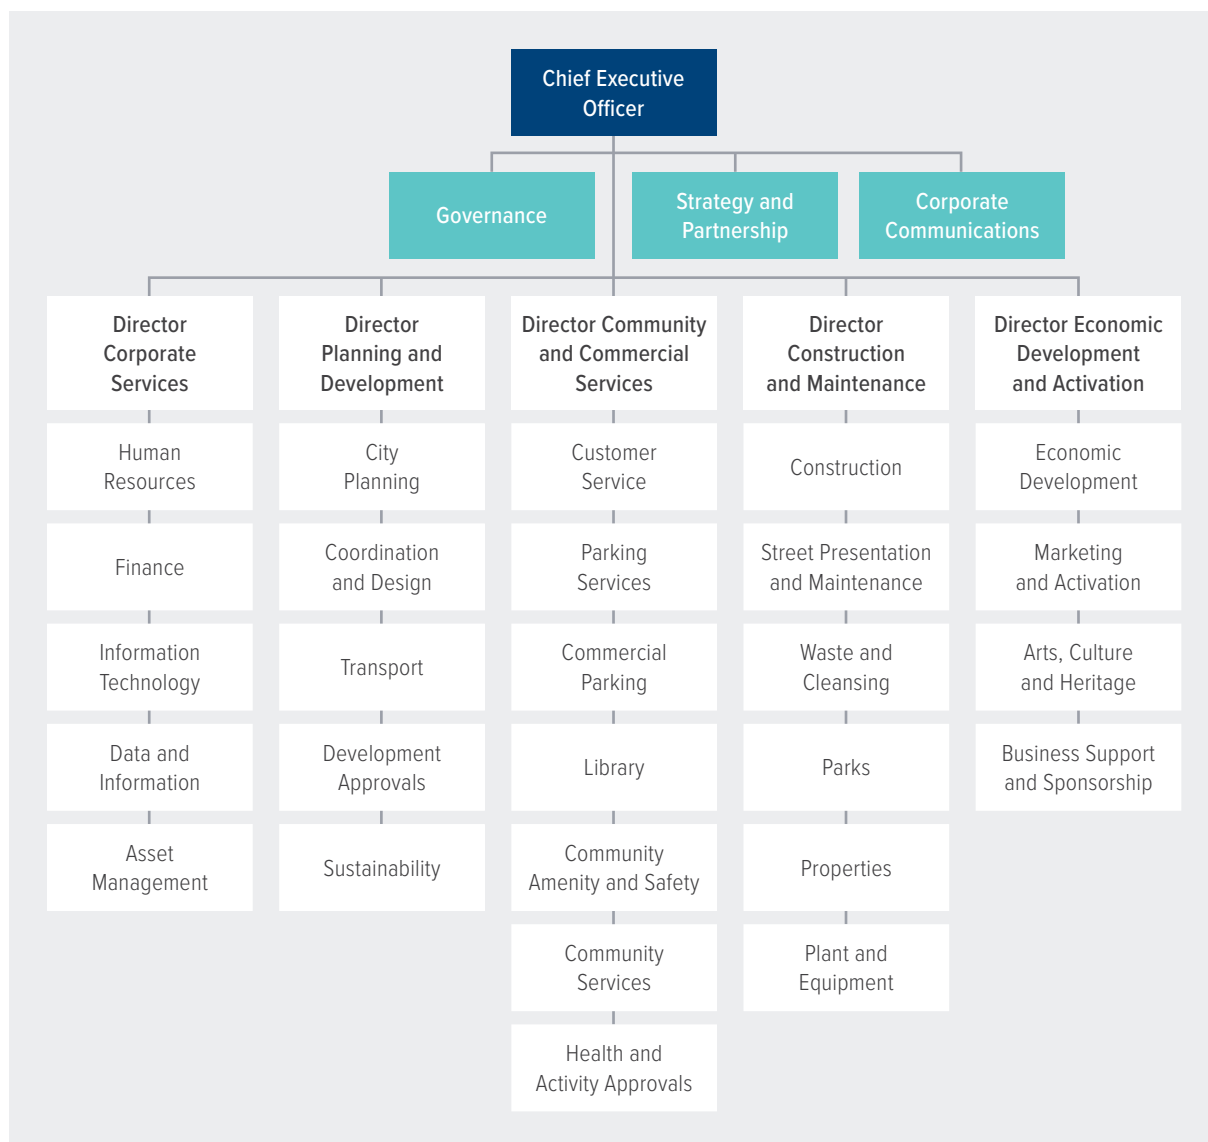 Chief Executive
Officer
Governance
Strategy and
Partnership
Corporate
Communications
Director
Corporate
Services
Human
Resources
Finance
Information
Technology
Data and
Information
Asset
Management
Director
Planning and
Development
City
Planning
Coordination
and Design
Transport
Development
Approvals
Sustainability
Director Community
and Commercial
Services
Customer
Service
Parking
Services
Commercial
Parking
Library
Community
Amenity and Safety
Community
Services
Health and
Activity Approvals
Director
Construction
and Maintenance
Construction
Street Presentation
and Maintenance
Waste and
Cleansing
Parks
Properties
Plant and
Equipment
Director Economic
Development
and Activation
Economic
Development
Marketing
and Activation
Arts, Culture
and Heritage
Business Support
and Sponsorship